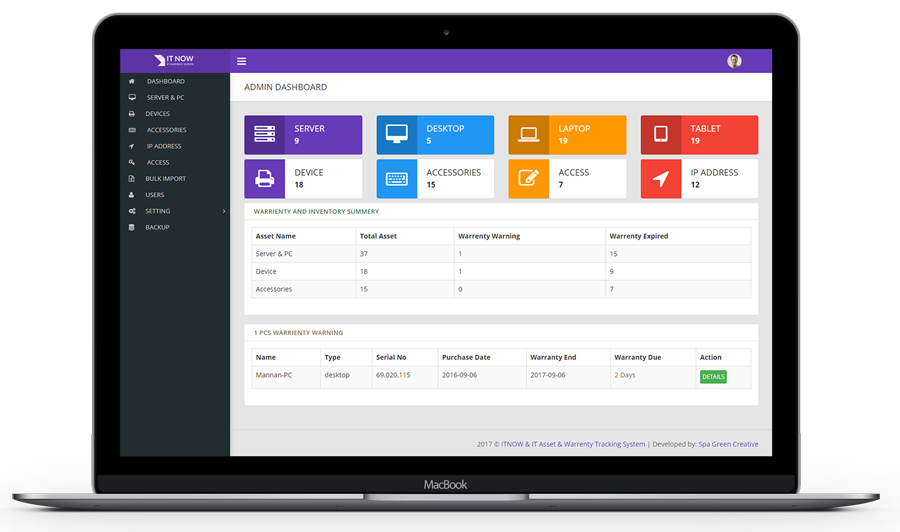 IT NOW
ADMIN DASHBOARD
DASHBOARD
SERVER & PC
DEVICES
ACCESSORIES
IP ADDRESS
ACCESS
BULK IMPORT
USERS
SETTING
BACKUP
SERVER
9
DESKTOP
5
LAPTOP
19
TABLET
19
DEVICE
18
ACCESSORIES
15
ACCESS
7
IP ADDRESS
12
WARRIENTY AND INVENTORY SUMMERY
Asset Name Total Asset Warrenty Warning Warrenty Expired
Server & PC 37 1 15
Device 18 1 9
Accessories 15 0 7
1 PCS WARRIENTY WARNING
Name Type Serial No Purchase Date Warranty End Warranty Due Action
Mannan-PC desktop 69.020.115 2016-09-06 2017-09-06 2 Days DETAILS
2017 © ITNOW & IT Asset & Warrenty Tracking System | Developed by: Spa Green Creative
MacBook